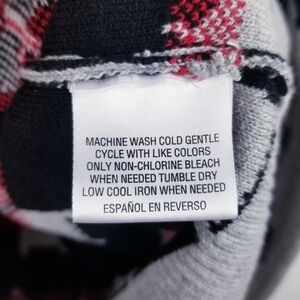 MACHINE WASH COLD GENTLE
CYCLE WITH LIKE COLORS
ONLY NON-CHLORINE BLEACH
WHEN NEEDED TUMBLE DRY
LOW COOL IRON WHEN NEEDED
ESPAÑOL EN REVERSO